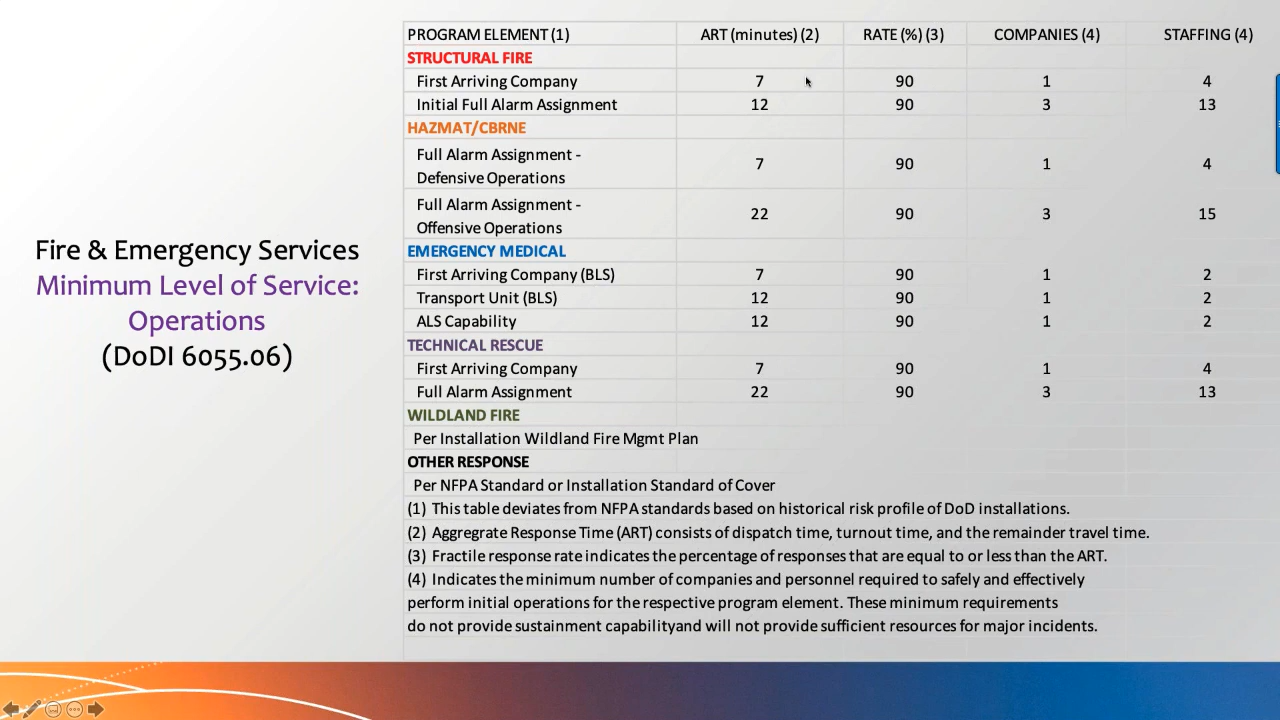 Fire & Emergency Services
Minimum Level of Service:
Operations
(DoDI 6055.06)
PROGRAM ELEMENT (1) ART (minutes) (2) RATE (%) (3) COMPANIES (4) STAFFING (4)
STRUCTURAL FIRE
First Arriving Company 7 90 1 4
Initial Full Alarm Assignment 12 90 3 13
HAZMAT/CBRNE
Full Alarm Assignment -
Defensive Operations 7 90 1 4
Full Alarm Assignment -
Offensive Operations 22 90 3 15
EMERGENCY MEDICAL
First Arriving Company (BLS) 7 90 1 2
Transport Unit (BLS) 12 90 1 2
ALS Capability 12 90 1 2
TECHNICAL RESCUE
First Arriving Company 7 90 1 4
Full Alarm Assignment 22 90 3 13
WILDLAND FIRE
Per Installation Wildland Fire Mgmt Plan
OTHER RESPONSE
Per NFPA Standard or Installation Standard of Cover
(1) This table deviates from NFPA standards based on historical risk profile of DoD installations.
(2) Aggregrate Response Time (ART) consists of dispatch time, turnout time, and the remainder travel time.
(3) Fractile response rate indicates the percentage of responses that are equal to or less than the ART.
(4) Indicates the minimum number of companies and personnel required to safely and effectively
perform initial operations for the respective program element. These minimum requirements
do not provide sustainment capabilityand will not provide sufficient resources for major incidents.